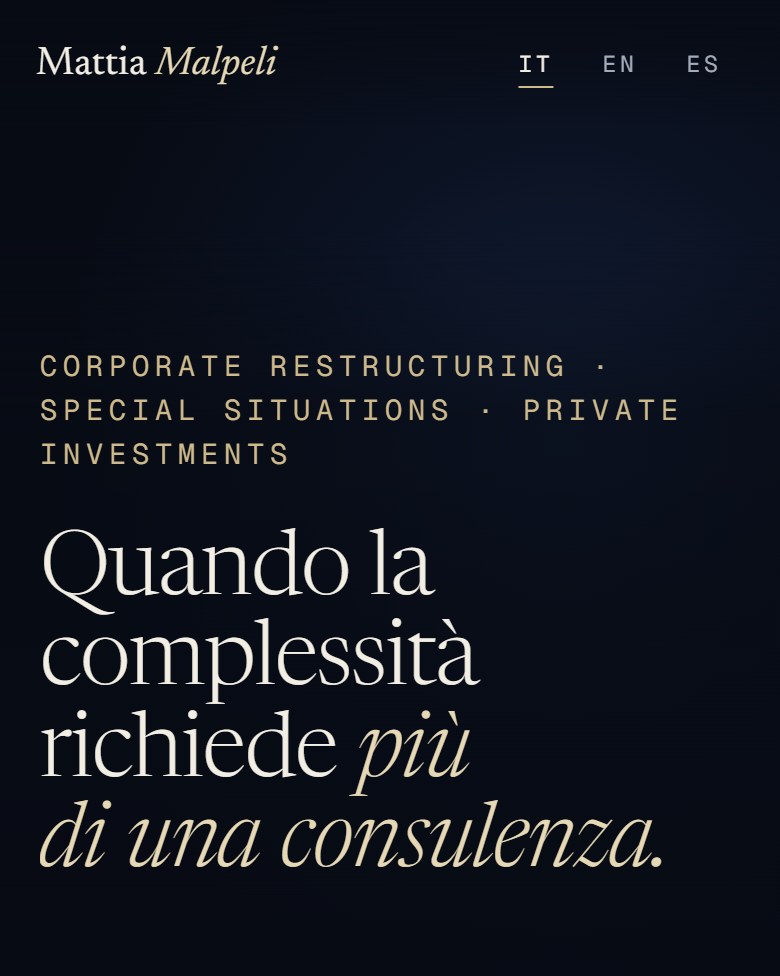 Mattia Malpeli
IT EN ES
CORPORATE RESTRUCTURING ·
SPECIAL SITUATIONS · PRIVATE
INVESTMENTS
Quando la
complessità
richiede più
di una consulenza.